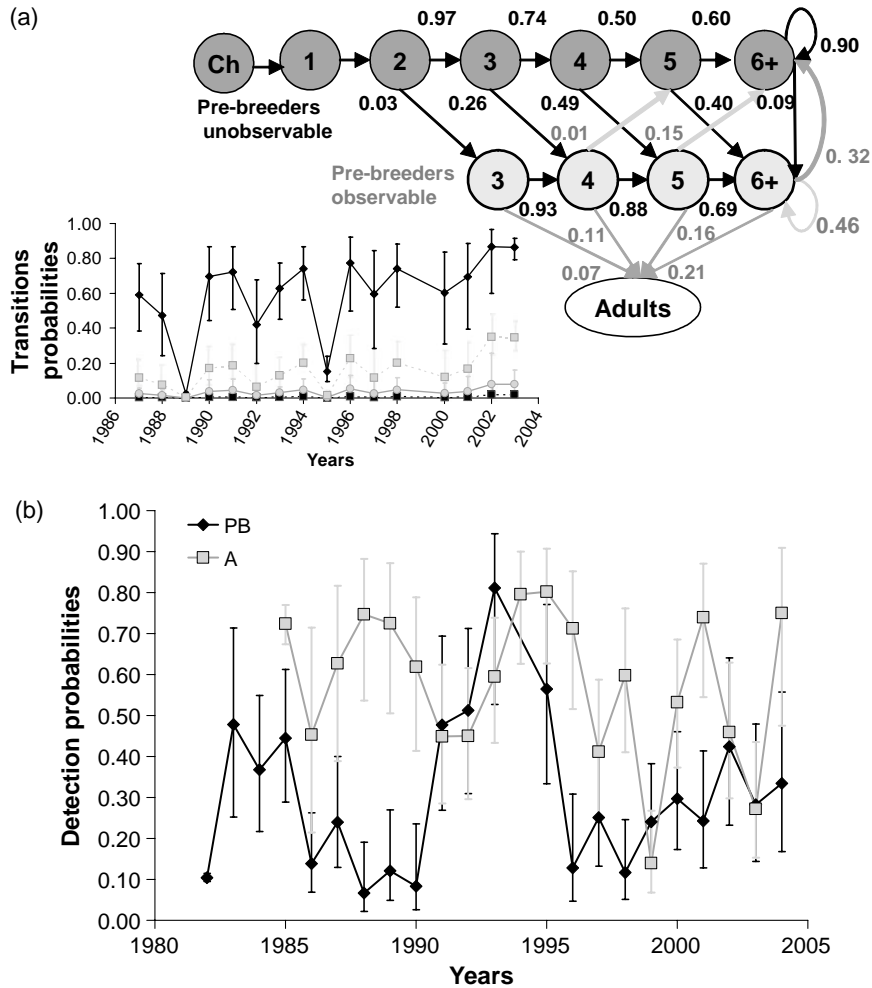 (a)
0.97 0.74 0.50 0.60
Ch 1 2 3 4 5 6+ 0.90
Pre-breeders
unobservable
0.03 0.26 0.49 0.40 0.09
0.01 0.15
0. 32
Pre-breeders
observable
3 4 5 6+
0.93 0.88 0.69 0.46
0.11 0.16
0.07 0.21
Adults
Transitions
probabilities
1.00
0.80
0.60
0.40
0.20
0.00
1986 1988 1990 1992 1994 1996 1998 2000 2002 2004
Years
(b)
Detection probabilities
1.00
0.90
0.80
0.70
0.60
0.50
0.40
0.30
0.20
0.10
0.00
PB
A
1980 1985 1990 1995 2000 2005
Years